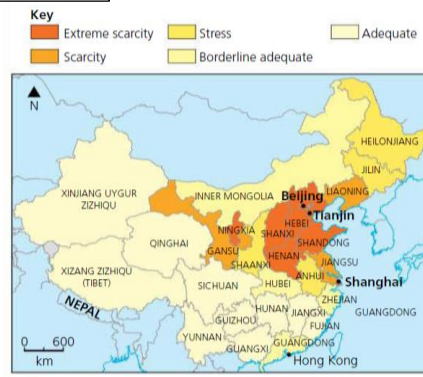 Key
Extreme scarcity
Stress
Adequate
Scarcity
Borderline adequate
N
HEILONJIANG
JILIN
XINJIANG UYGUR
ZIZHIQU
INNER MONGOLIA
Beijing
LIAONING
Tianjin
HEBEI
NINGXIA
SHANXI
QINGHAI
SHANDONG
GANSU
HENAN
JIANGSU
SHAANXI
XIZANG ZIZHIQU
(TIBET)
ANHUI
Shanghai
SICHUAN
HUBEI
NEPAL
ZHEJIAN
HUNAN
JIANGXI
GUANGDONG
GUIZHOU
FUJIAN
YUNNAN
GUANGXI
GUANGDONG
0 600
km
Hong Kong